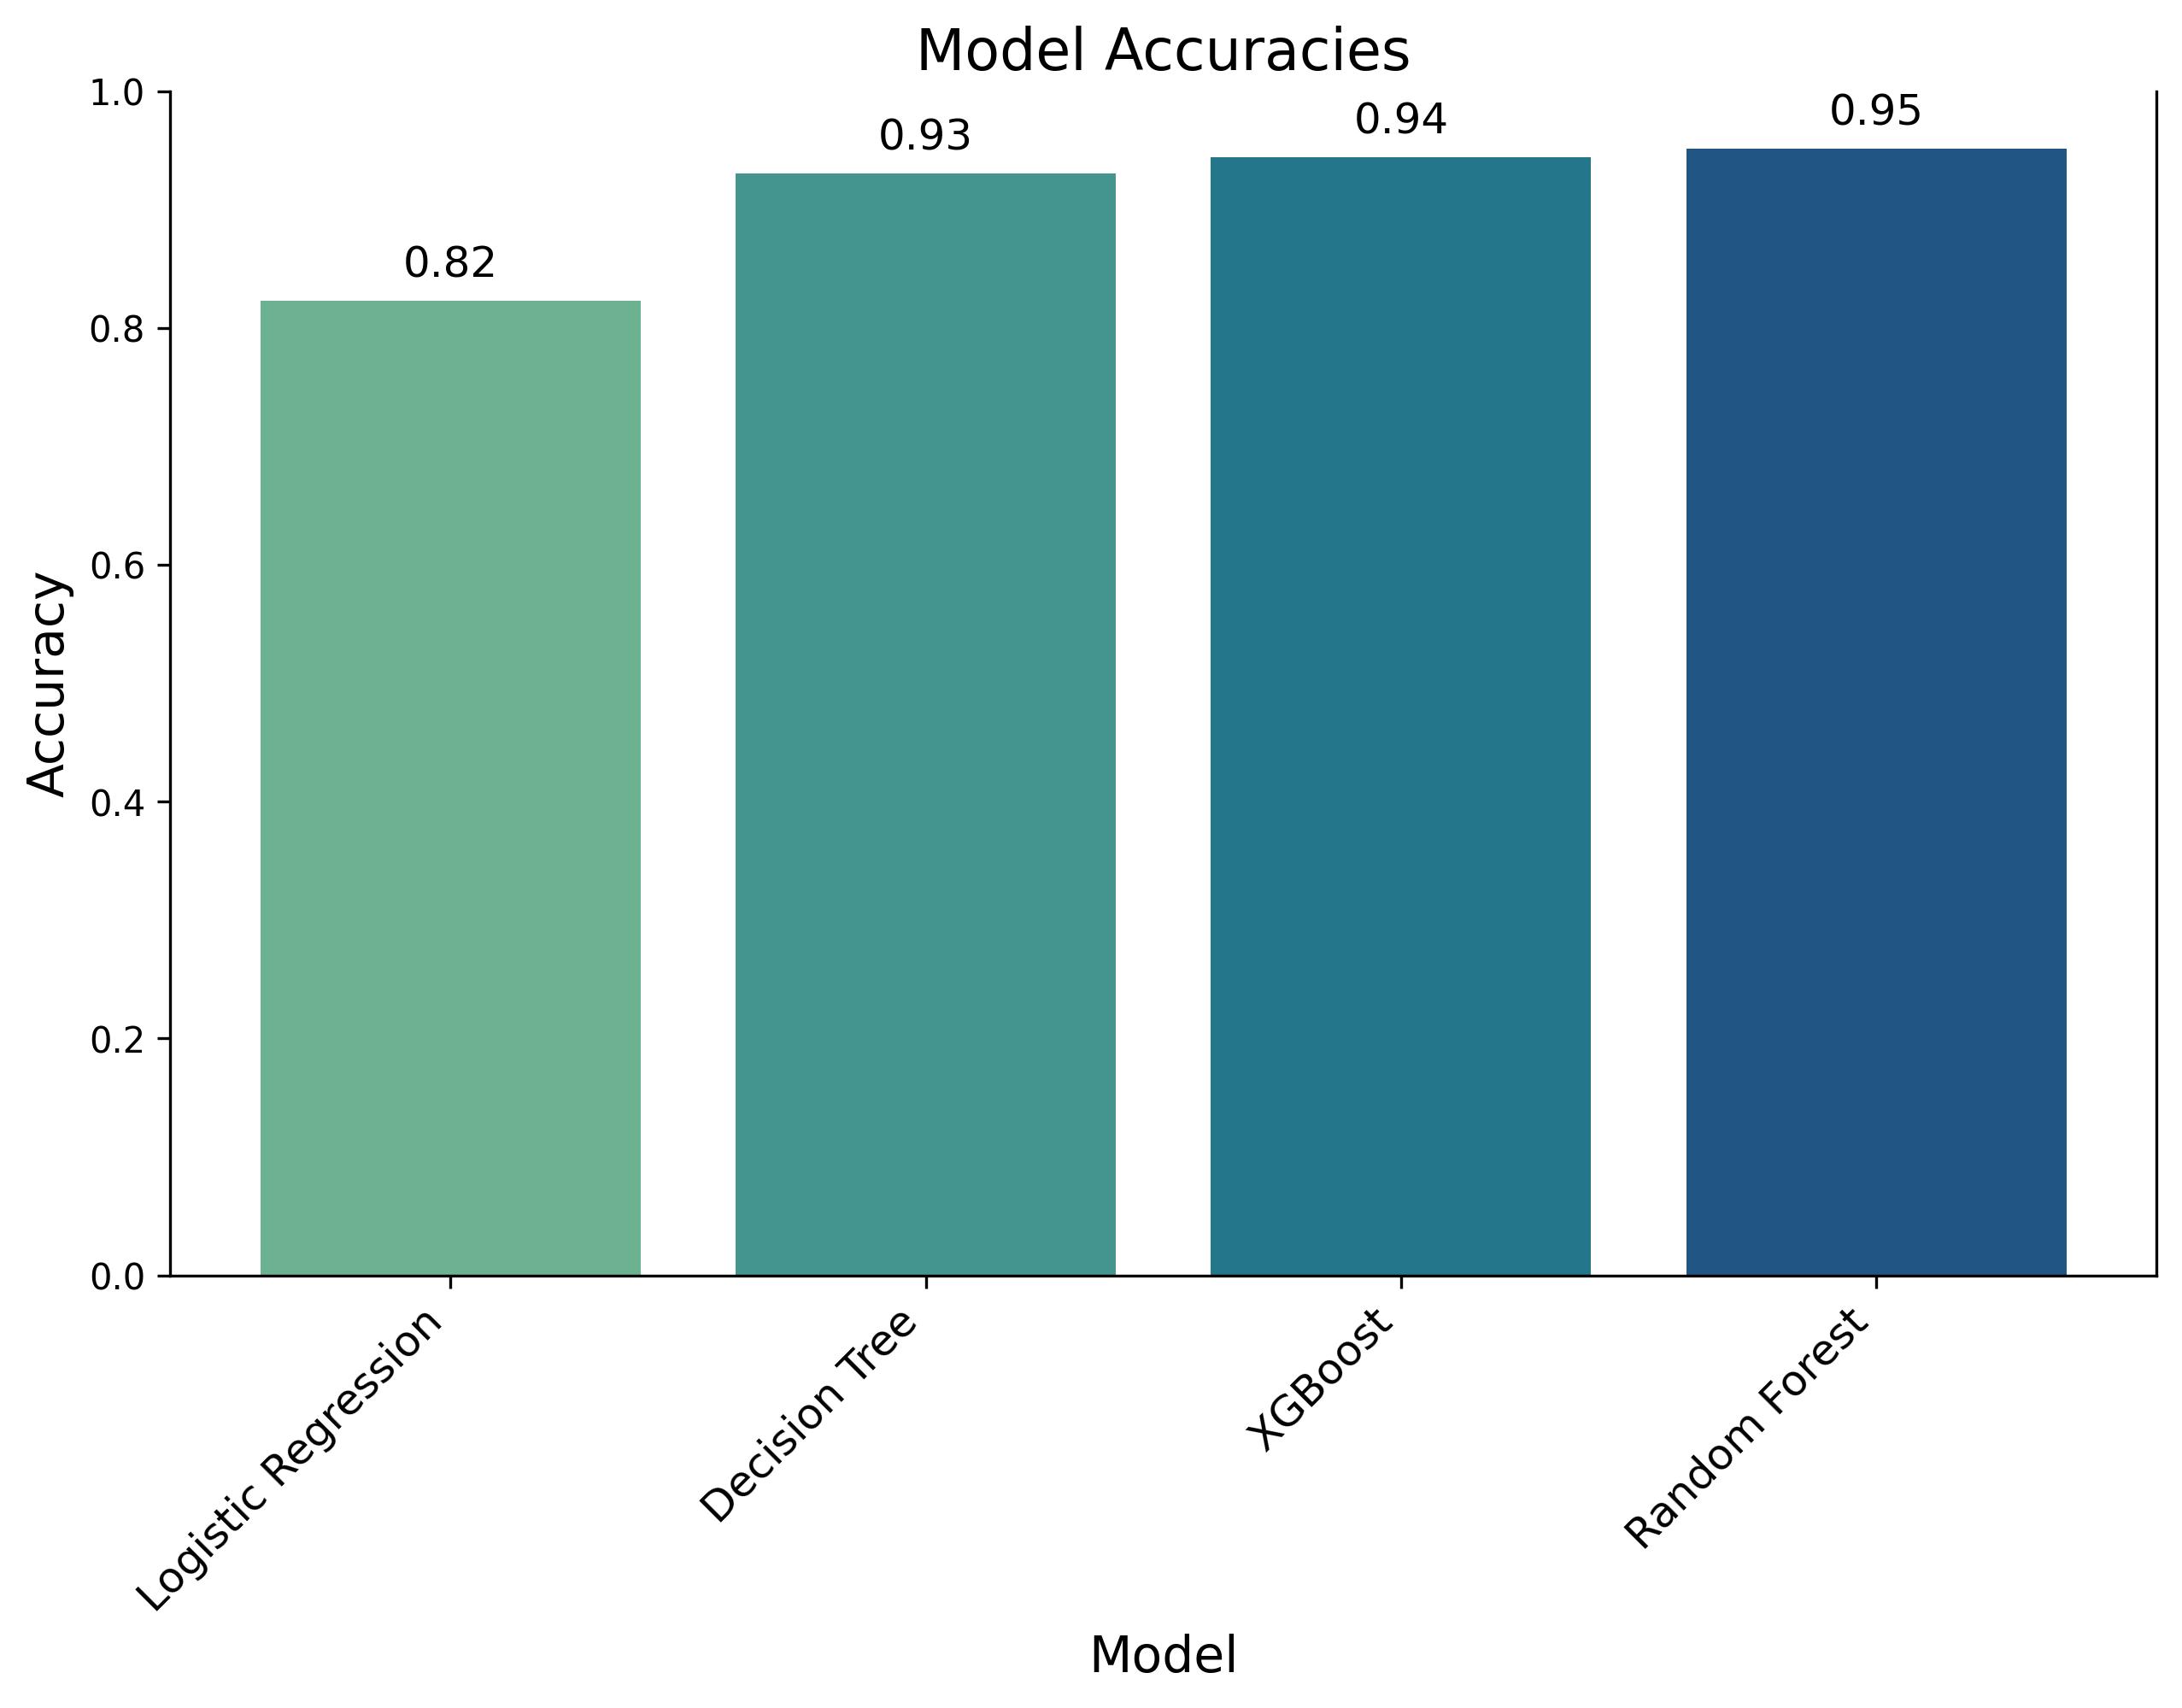 Model Accuracies
1.0
0.8
0.6
0.4
0.2
0.0
Accuracy
0.82
0.93
0.94
0.95
Logistic Regression
Decision Tree
XGBoost
Random Forest
Model